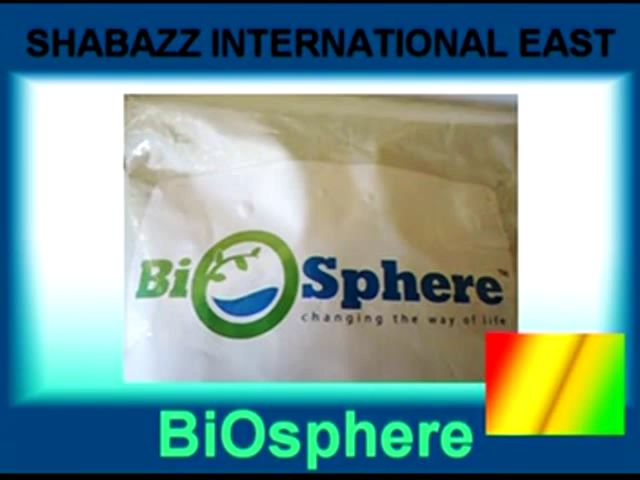 SHABAZZ INTERNATIONAL EAST
BiOSphere™
changing the way of life
BiOsphere